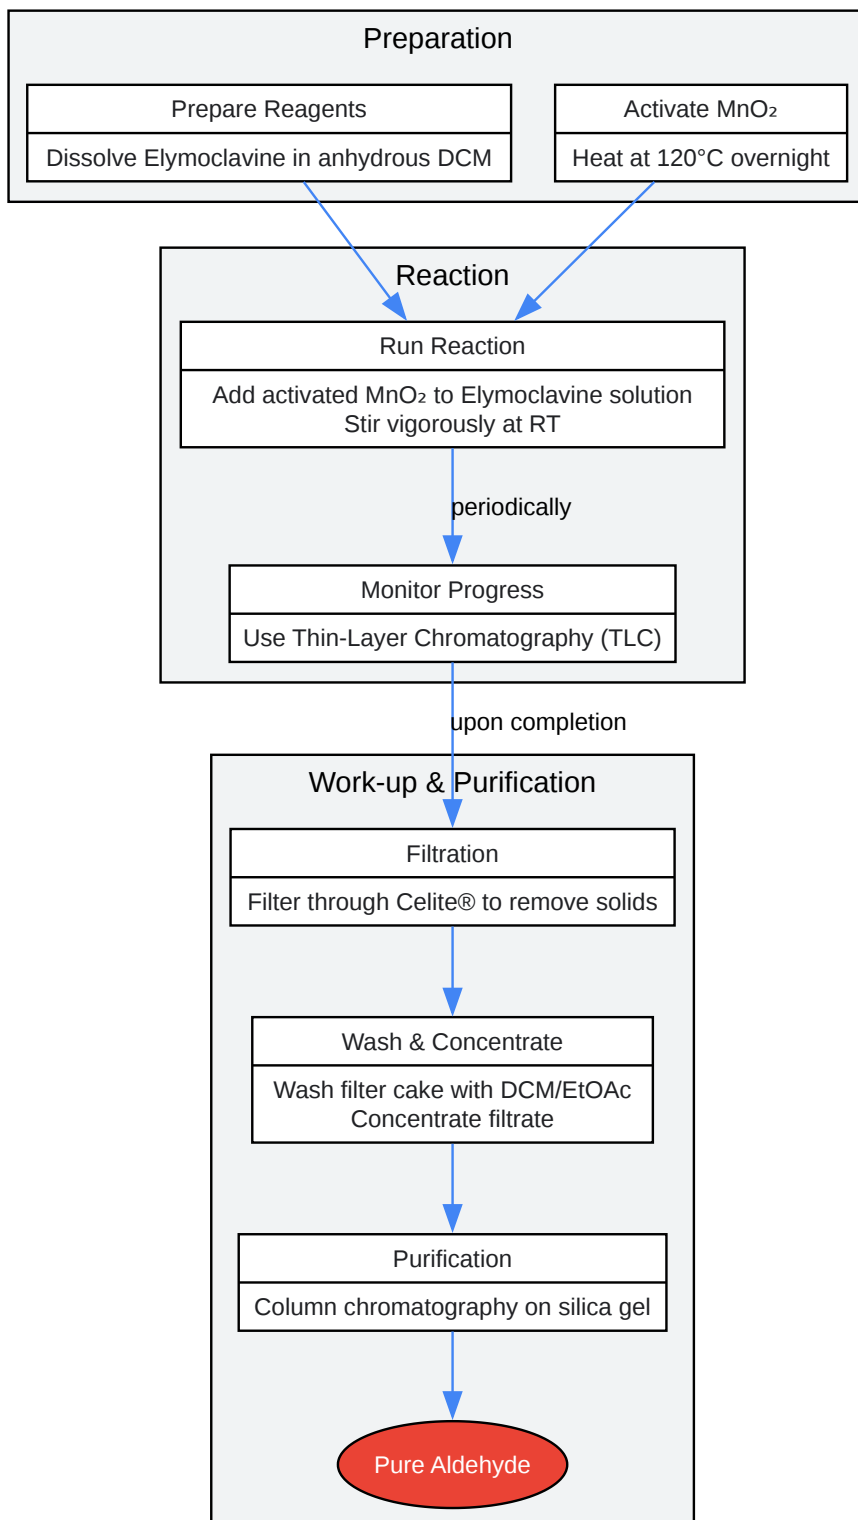 Preparation
Prepare Reagents
Dissolve Elymoclavine in anhydrous DCM
Activate MnO₂
Heat at 120°C overnight
Reaction
Run Reaction
Add activated MnO₂ to Elymoclavine solution
Stir vigorously at RT
periodically
Monitor Progress
Use Thin-Layer Chromatography (TLC)
upon completion
Work-up & Purification
Filtration
Filter through Celite® to remove solids
Wash & Concentrate
Wash filter cake with DCM/EtOAc
Concentrate filtrate
Purification
Column chromatography on silica gel
Pure Aldehyde